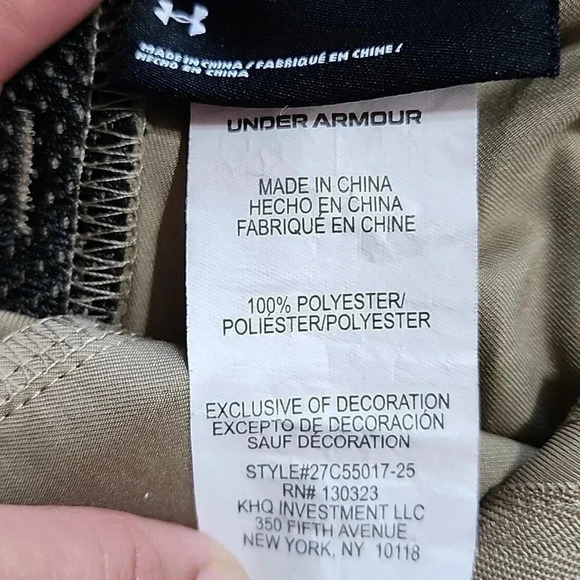 MADE IN CHINA / FABRIQUÉ EN CHINE /
HECHO EN CHINA
UNDER ARMOUR
MADE IN CHINA
HECHO EN CHINA
FABRIQUÉ EN CHINE
100% POLYESTER/
POLIÉSTER/POLYESTER
EXCLUSIVE OF DECORATION
EXCEPTO DE DECORACIÓN
SAUF DÉCORATION
STYLE#27C55017-25
RN# 130323
KHQ INVESTMENT LLC
350 FIFTH AVENUE
NEW YORK, NY 10118